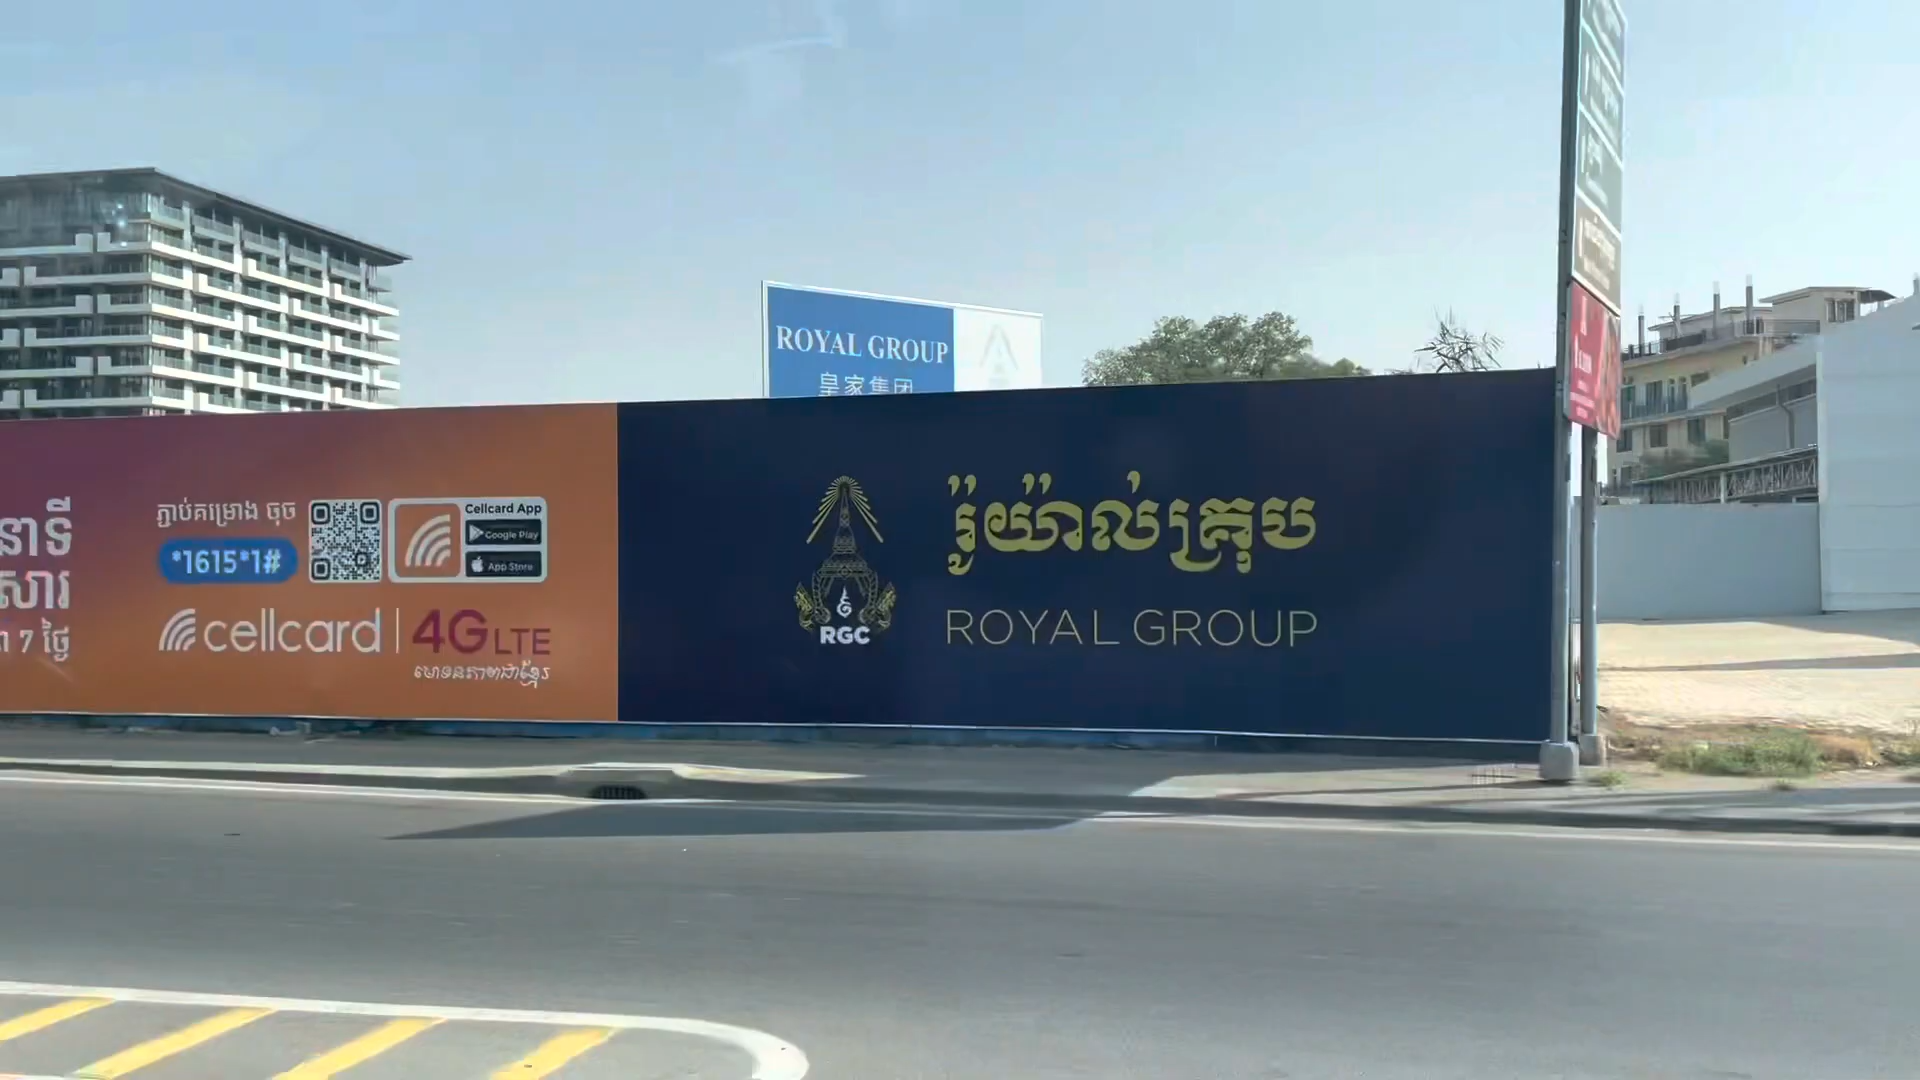 ROYAL GROUP
皇家集团
នាទី
សារ
7 ថ្ងៃ
ភ្ជាប់គម្រោង ចុច
*1615*1#
Cellcard App
Google Play
App Store
cellcard
4G LTE
RGC
រ៉ូយ៉ាល់គ្រុប
ROYAL GROUP